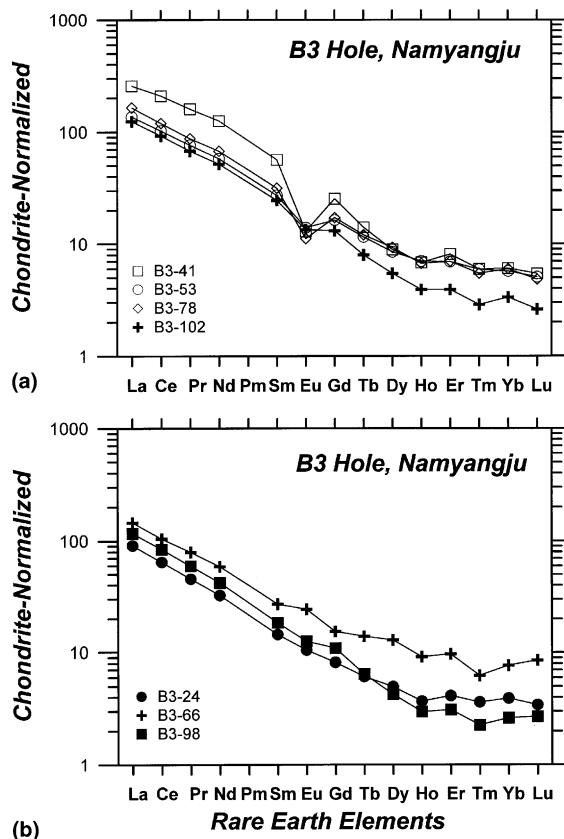 B3 Hole, Namyangju
Chondrite-Normalized
1000
100
10
1
B3-41
B3-53
B3-78
B3-102
La Ce Pr Nd Pm Sm Eu Gd Tb Dy Ho Er Tm Yb Lu
(a)
B3 Hole, Namyangju
Chondrite-Normalized
1000
100
10
1
B3-24
B3-66
B3-98
La Ce Pr Nd Pm Sm Eu Gd Tb Dy Ho Er Tm Yb Lu
(b)
Rare Earth Elements